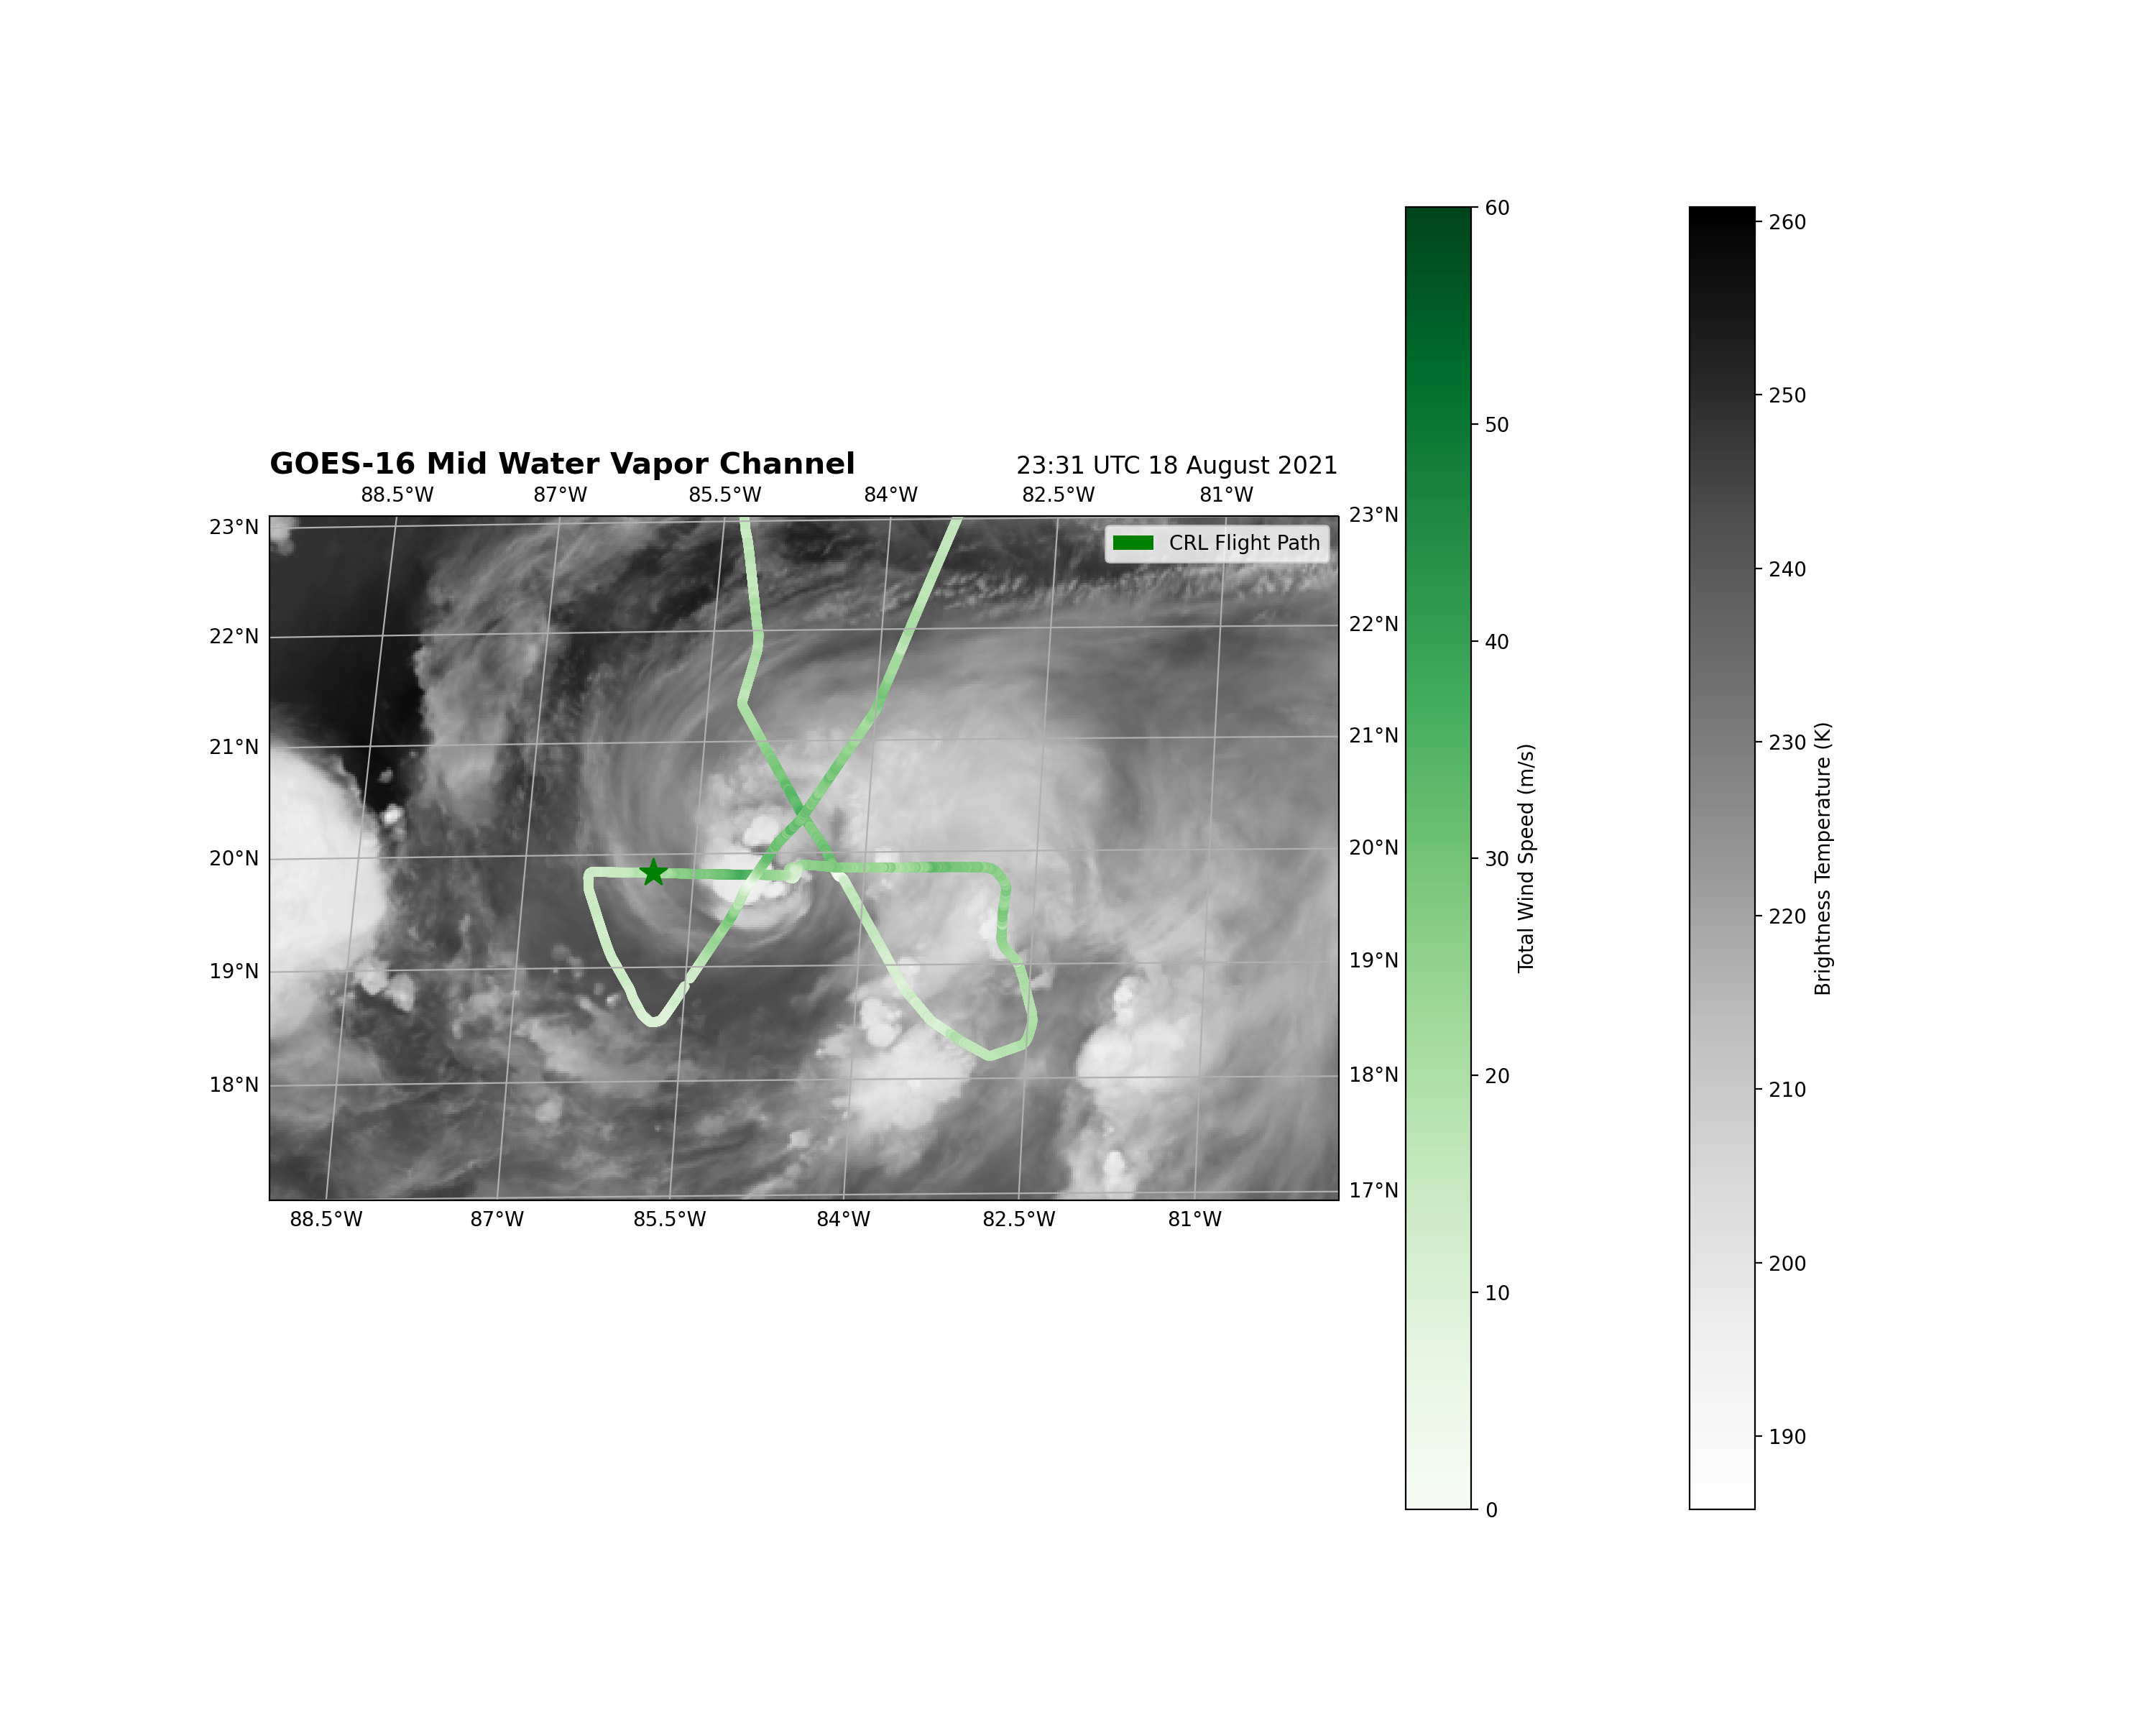 GOES-16 Mid Water Vapor Channel
23:31 UTC 18 August 2021
88.5°W 87°W 85.5°W 84°W 82.5°W 81°W
CRL Flight Path
23°N 23°N
22°N 22°N
21°N 21°N
20°N 20°N
19°N 19°N
18°N 18°N
17°N
88.5°W 87°W 85.5°W 84°W 82.5°W 81°W
60
50
40
30
20
10
0
Total Wind Speed (m/s)
260
250
240
230
220
210
200
190
Brightness Temperature (K)